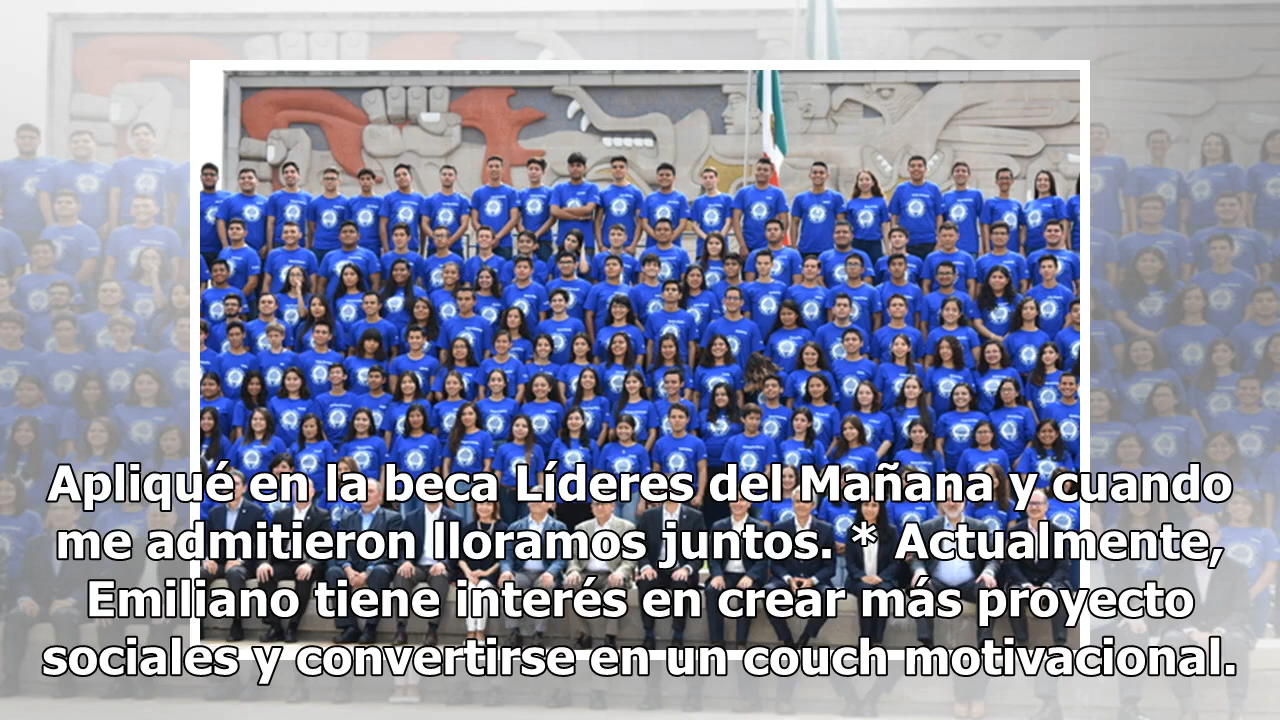 Apliqué en la beca Líderes del Mañana y cuando
me admitieron lloramos juntos. * Actualmente,
Emiliano tiene interés en crear más proyecto
sociales y convertirse en un couch motivacional.